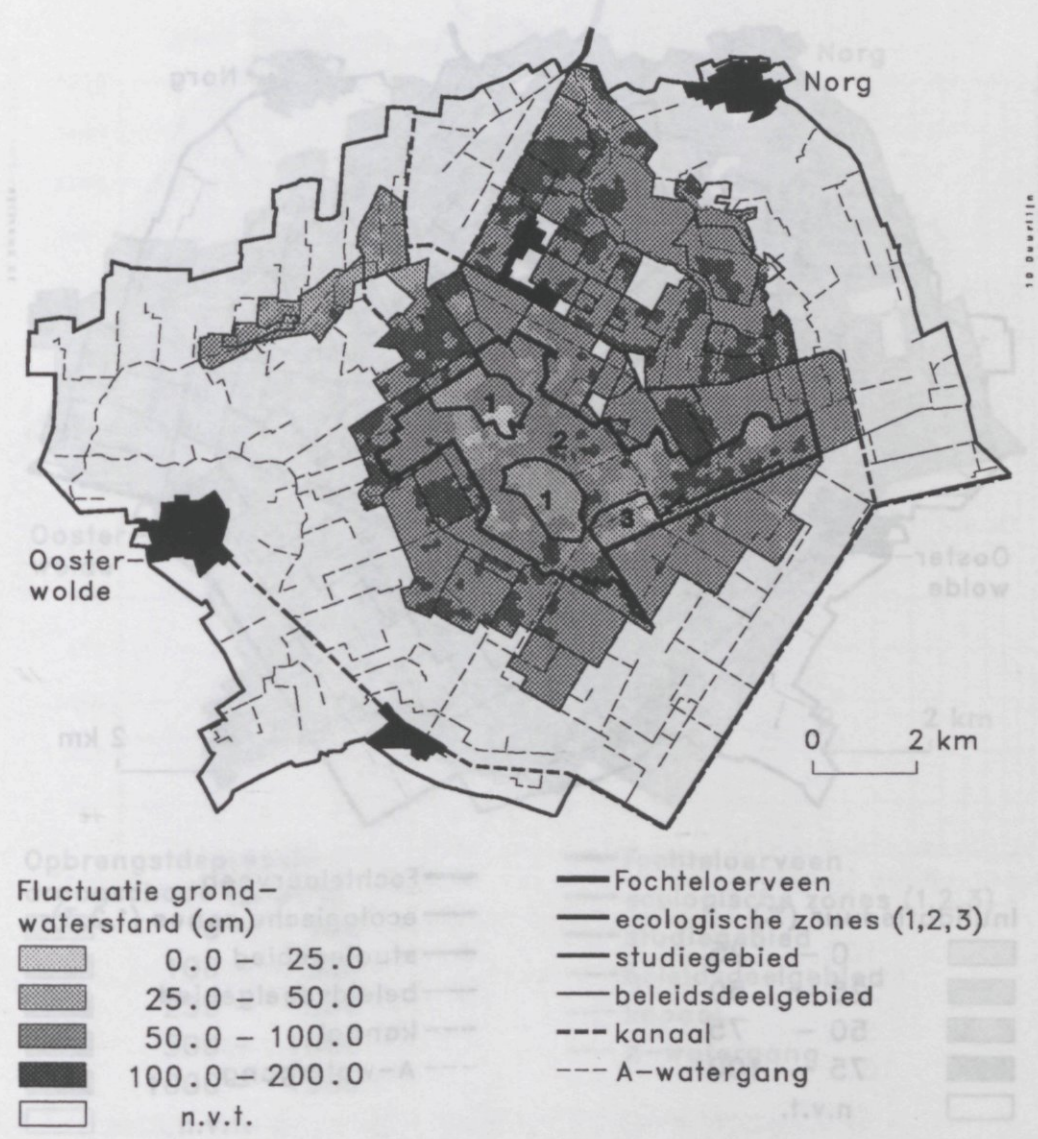 Norg
1
2
1
3
Ooster-
wolde
0 2 km
Fluctuatie grond-
waterstand (cm)
0.0 - 25.0
25.0 - 50.0
50.0 - 100.0
100.0 - 200.0
n.v.t.
Fochteloerveen
ecologische zones (1,2,3)
studiegebied
beleidsdeelgebied
kanaal
A-watergang